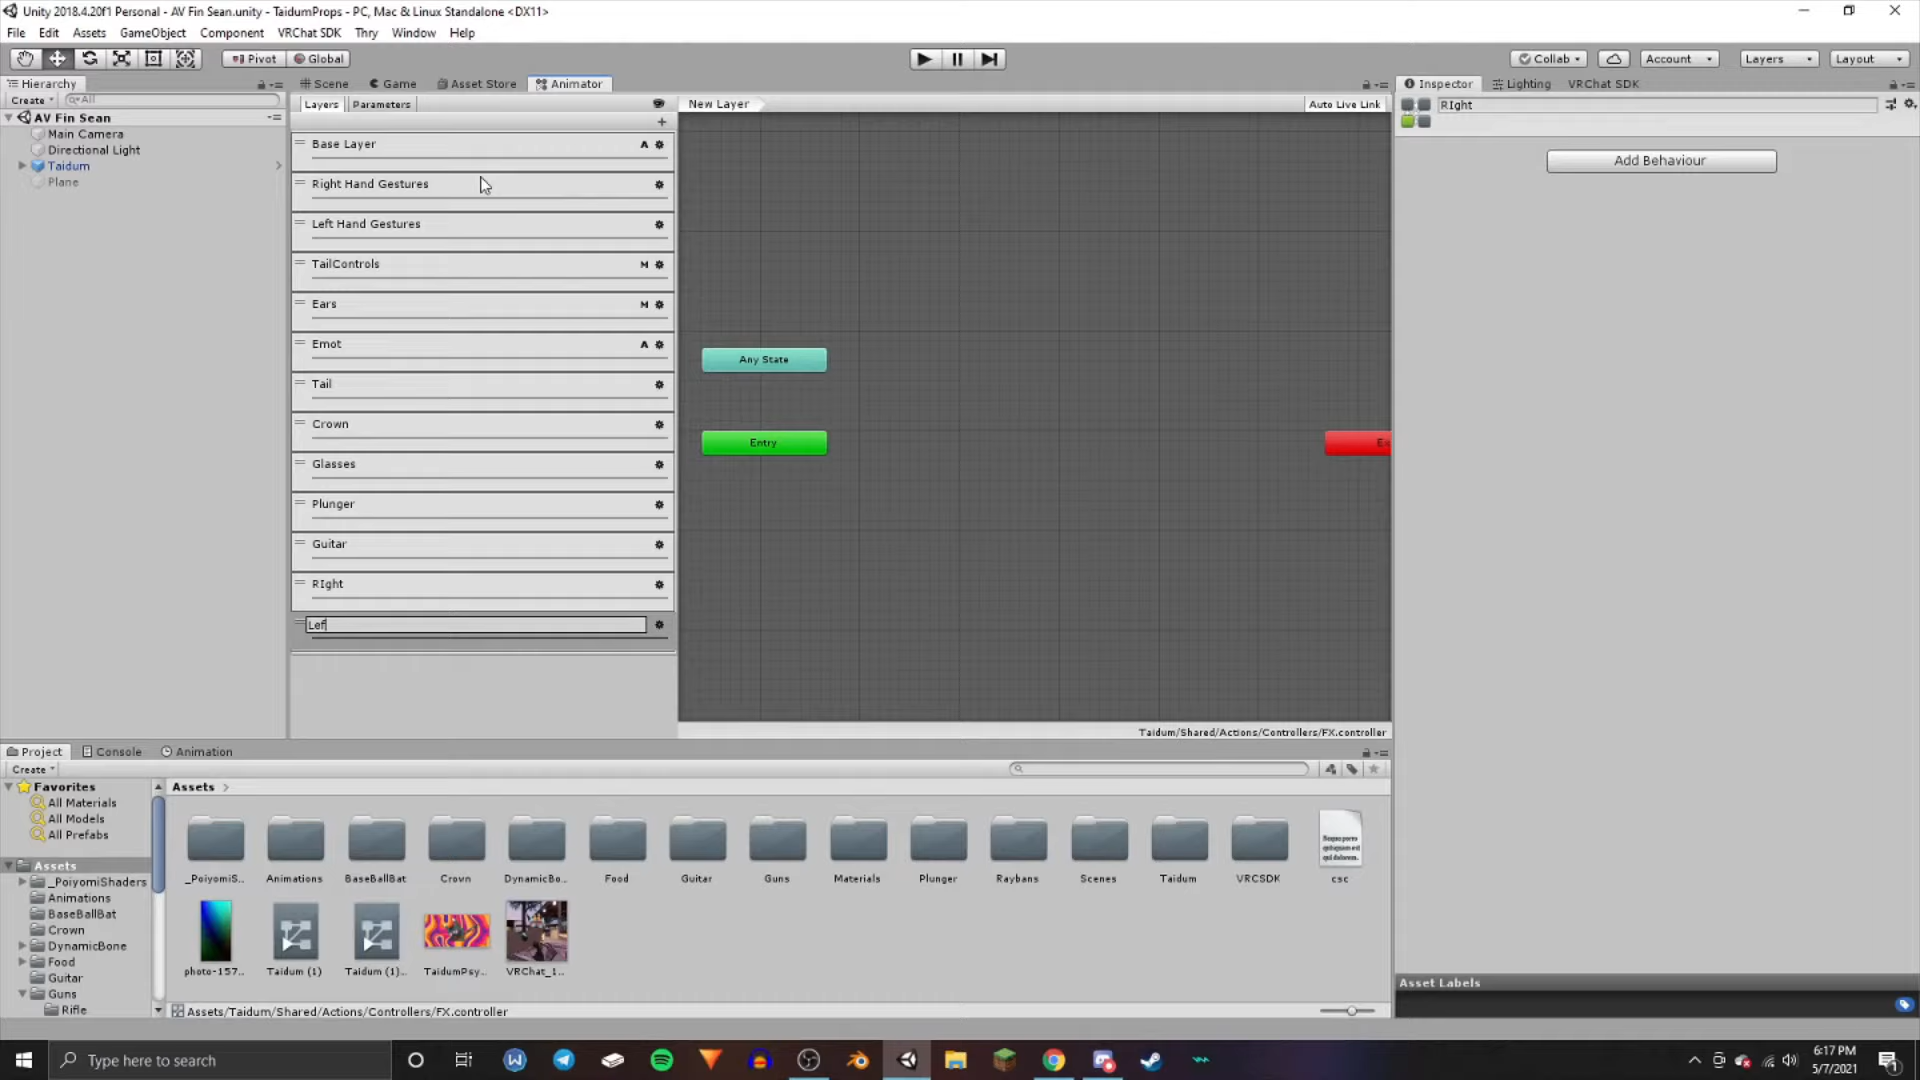 Unity 2018.4.20f1 Personal - AV Fin Sean.unity - TaidumProps - PC, Mac & Linux Standalone <DX11>
File Edit Assets GameObject Component VRChat SDK Thry Window Help
Pivot Global Collab Account Layers Layout
Hierarchy Scene Game Asset Store Animator Inspector Lighting VRChat SDK
Create All Layers Parameters New Layer Auto Live Link RIght
AV Fin Sean
Main Camera
Directional Light
Taidum
Plane
Base Layer A
Right Hand Gestures
Left Hand Gestures
TailControls M
Ears M
Emot A
Tail
Crown
Glasses
Plunger
Guitar
RIght
Lef
Any State
Entry
Add Behaviour
Taidum/Shared/Actions/Controllers/FX.controller
Project Console Animation
Create
Favorites
All Materials
All Models
All Prefabs
Assets
_PoiyomiShaders
Animations
BaseBallBat
Crown
DynamicBone
Food
Guitar
Guns
Rifle
Assets
_PoiyomiS.. Animations BaseBallBat Crown DynamicBo.. Food Guitar Guns Materials Plunger Raybans Scenes Taidum VRCSDK csc
photo-157.. Taidum (1) Taidum (1).. TaidumPsy.. VRChat_1..
Assets/Taidum/Shared/Actions/Controllers/FX.controller
Asset Labels
Type here to search
6:17 PM
5/7/2021